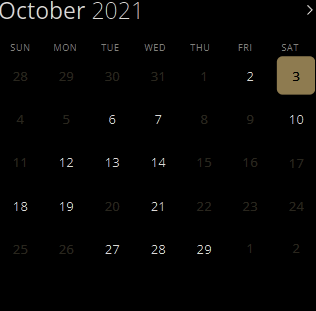 October 2021 >
SUN MON TUE WED THU FRI SAT
28 29 30 31 1 2 3
4 5 6 7 8 9 10
11 12 13 14 15 16 17
18 19 20 21 22 23 24
25 26 27 28 29 1 2